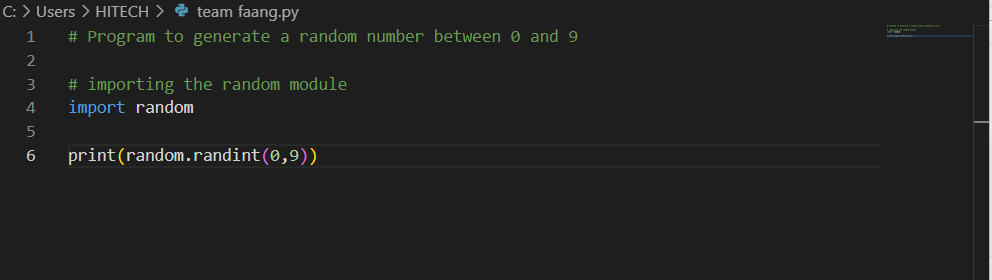 C: > Users > HITECH > team faang.py
1 # Program to generate a random number between 0 and 9
2
3 # importing the random module
4 import random
5
6 print(random.randint(0,9))